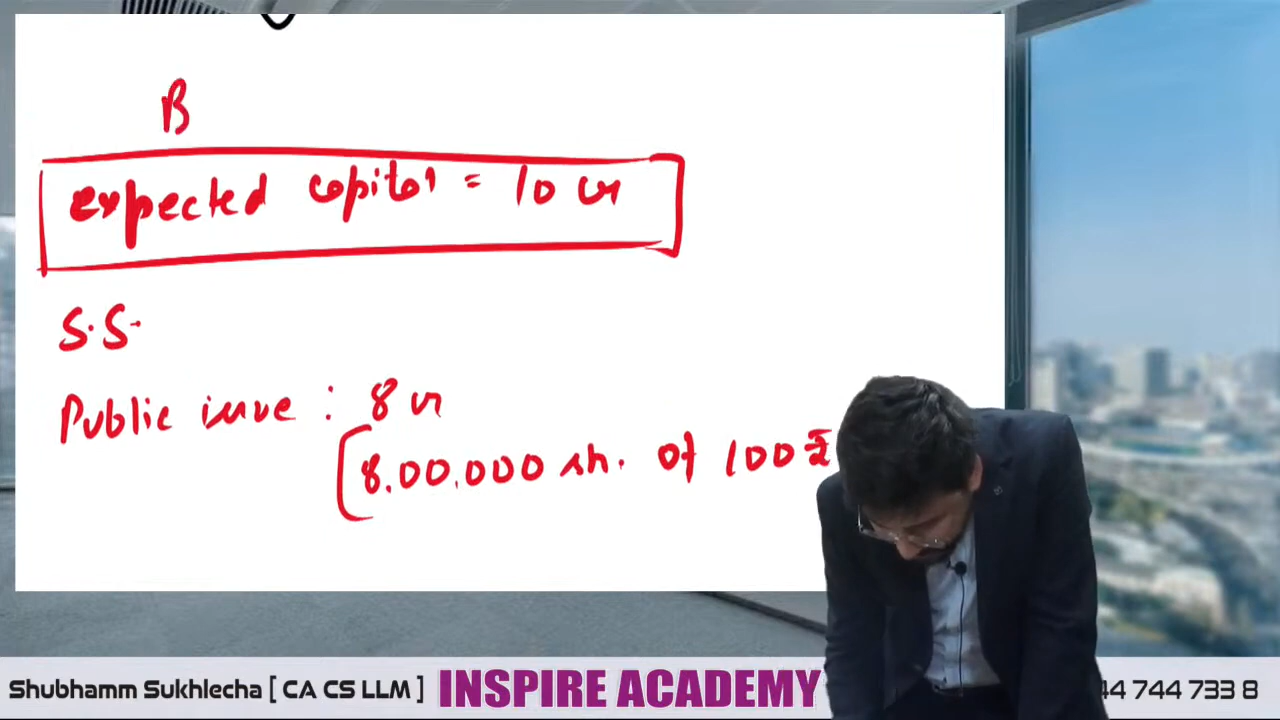 B
expected capital = 10 cr
S.S.
Public issue : 8 cr
[8,00,000 sh. of 100 ₹
Shubhamm Sukhlecha [ CA CS LLM ] INSPIRE ACADEMY 44 744 733 8